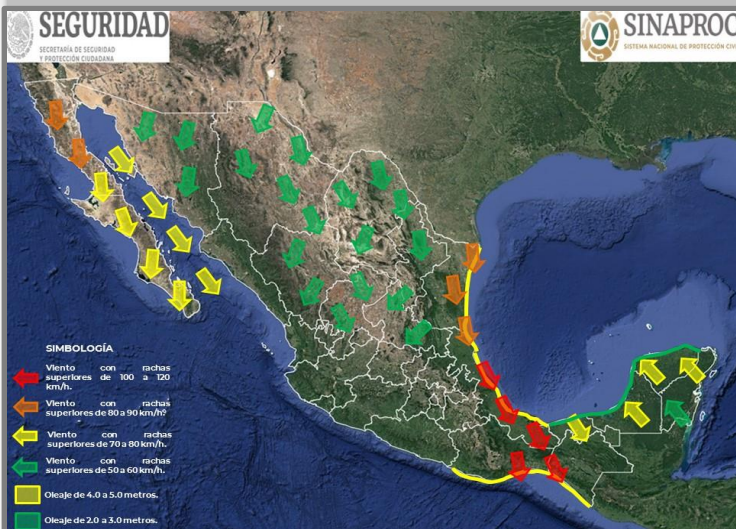 SEGURIDAD
SECRETARÍA DE SEGURIDAD
Y PROTECCIÓN CIUDADANA
SINAPROC
SISTEMA NACIONAL DE PROTECCIÓN CIVI
SIMBOLOGÍA
Viento con rachas
superiores de 100 a 120
km/h.
Viento con rachas
superiores de 80 a 90 km/h.
Viento con rachas
superiores de 70 a 80 km/h.
Viento con rachas
superiores de 50 a 60 km/h.
Oleaje de 4.0 a 5.0 metros.
Oleaje de 2.0 a 3.0 metros.